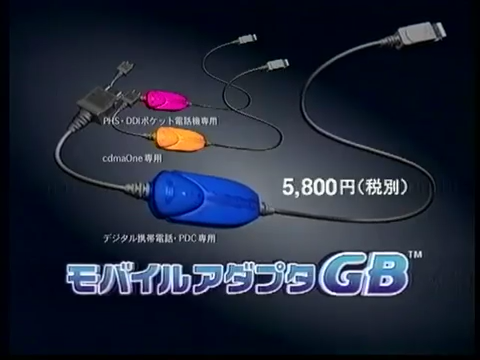 PHS・DDIポケット電話機専用
cdmaOne専用
5,800円(税別)
デジタル携帯電話・PDC専用
モバイルアダプタGB™